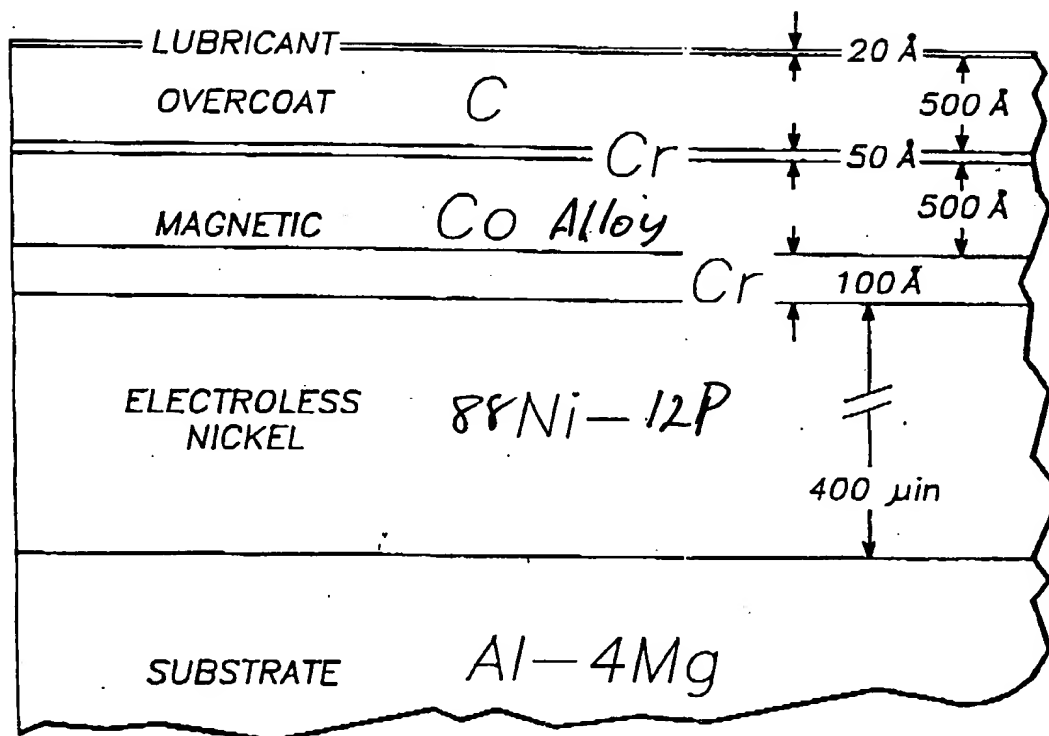 LUBRICANT 20 Å
OVERCOAT C 500 Å
Cr 50 Å
MAGNETIC Co Alloy 500 Å
Cr 100 Å
ELECTROLESS
NICKEL 88Ni-12P
400 μin
SUBSTRATE Al-4Mg